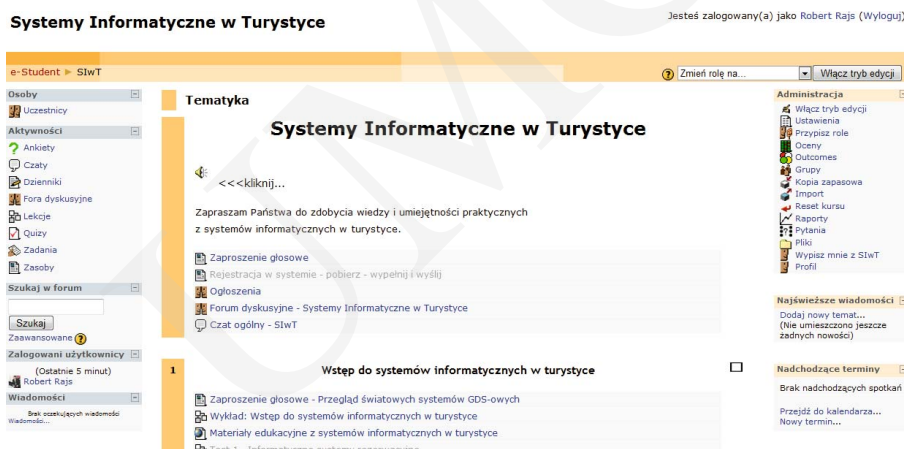 Systemy Informatyczne w Turystyce
Jesteś zalogowany(a) jako Robert Rajs (Wyloguj)
e-Student ► SIwT
Zmień rolę na...
Włącz tryb edycji
Osoby
Uczestnicy
Aktywności
Ankiety
Czaty
Dzienniki
Fora dyskusyjne
Lekcje
Quizy
Zadania
Zasoby
Szukaj w forum
Szukaj
Zaawansowane
Zalogowani użytkownicy
(Ostatnie 5 minut)
Robert Rajs
Wiadomości
Brak oczekujących wiadomości
Wiadomości...
Tematyka
Systemy Informatyczne w Turystyce
<<<kliknij...
Zapraszam Państwa do zdobycia wiedzy i umiejętności praktycznych
z systemów informatycznych w turystyce.
Zaproszenie głosowe
Rejestracja w systemie - pobierz - wypełnij i wyślij
Ogłoszenia
Forum dyskusyjne - Systemy Informatyczne w Turystyce
Czat ogólny - SIwT
1
Wstęp do systemów informatycznych w turystyce
Zaproszenie głosowe - Przegląd światowych systemów GDS-owych
Wykład: Wstęp do systemów informatycznych w turystyce
Materiały edukacyjne z systemów informatycznych w turystyce
Administracja
Włącz tryb edycji
Ustawienia
Przypisz role
Oceny
Outcomes
Grupy
Kopia zapasowa
Import
Reset kursu
Raporty
Pytania
Pliki
Wypisz mnie z SIwT
Profil
Najświeższe wiadomości
Dodaj nowy temat...
(Nie umieszczono jeszcze
żadnych nowości)
Nadchodzące terminy
Brak nadchodzących spotkań
Przejdź do kalendarza...
Nowy termin...